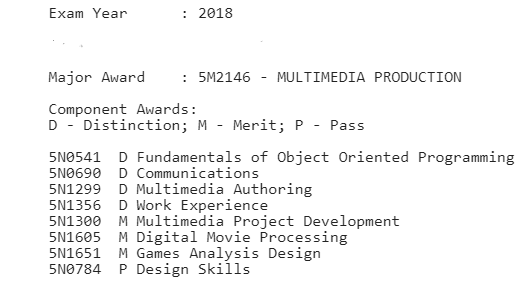 Exam Year : 2018
Major Award : 5M2146 - MULTIMEDIA PRODUCTION
Component Awards:
D - Distinction; M - Merit; P - Pass
5N0541 D Fundamentals of Object Oriented Programming
5N0690 D Communications
5N1299 D Multimedia Authoring
5N1356 D Work Experience
5N1300 M Multimedia Project Development
5N1605 M Digital Movie Processing
5N1651 M Games Analysis Design
5N0784 P Design Skills